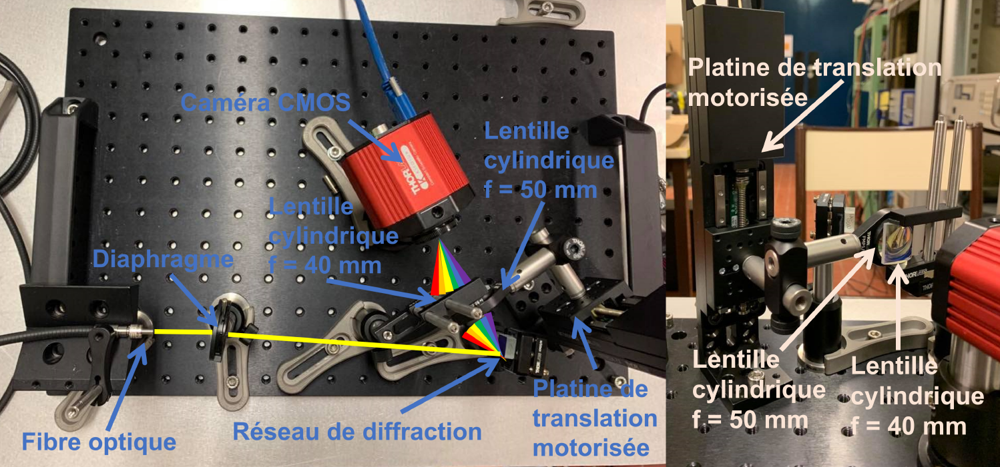 Caméra CMOS
Lentille
cylindrique
f = 50 mm
Lentille
cylindrique
f = 40 mm
Diaphragme
Fibre optique
Réseau de diffraction
Platine de
translation
motorisée
THORLABS
Platine de translation
motorisée
Lentille
cylindrique
f = 50 mm
Lentille
cylindrique
f = 40 mm
THORLABS